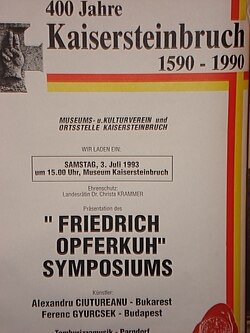 400 Jahre
Kaisersteinbruch
1590 - 1990
MUSEUMS- u.KULTURVEREIN und
ORTSSTELLE KAISERSTEINBRUCH
WIR LADEN EIN:
SAMSTAG, 3. Juli 1993
um 15.00 Uhr, Museum Kaisersteinbruch
Ehrenschutz:
Landesrätin Dr. Christa KRAMMER
Präsentation des
" FRIEDRICH
OPFERKUH"
SYMPOSIUMS
Künstler:
Alexandru CIUTUREANU - Bukarest
Ferenc GYURCSEK - Budapest
Parndorf